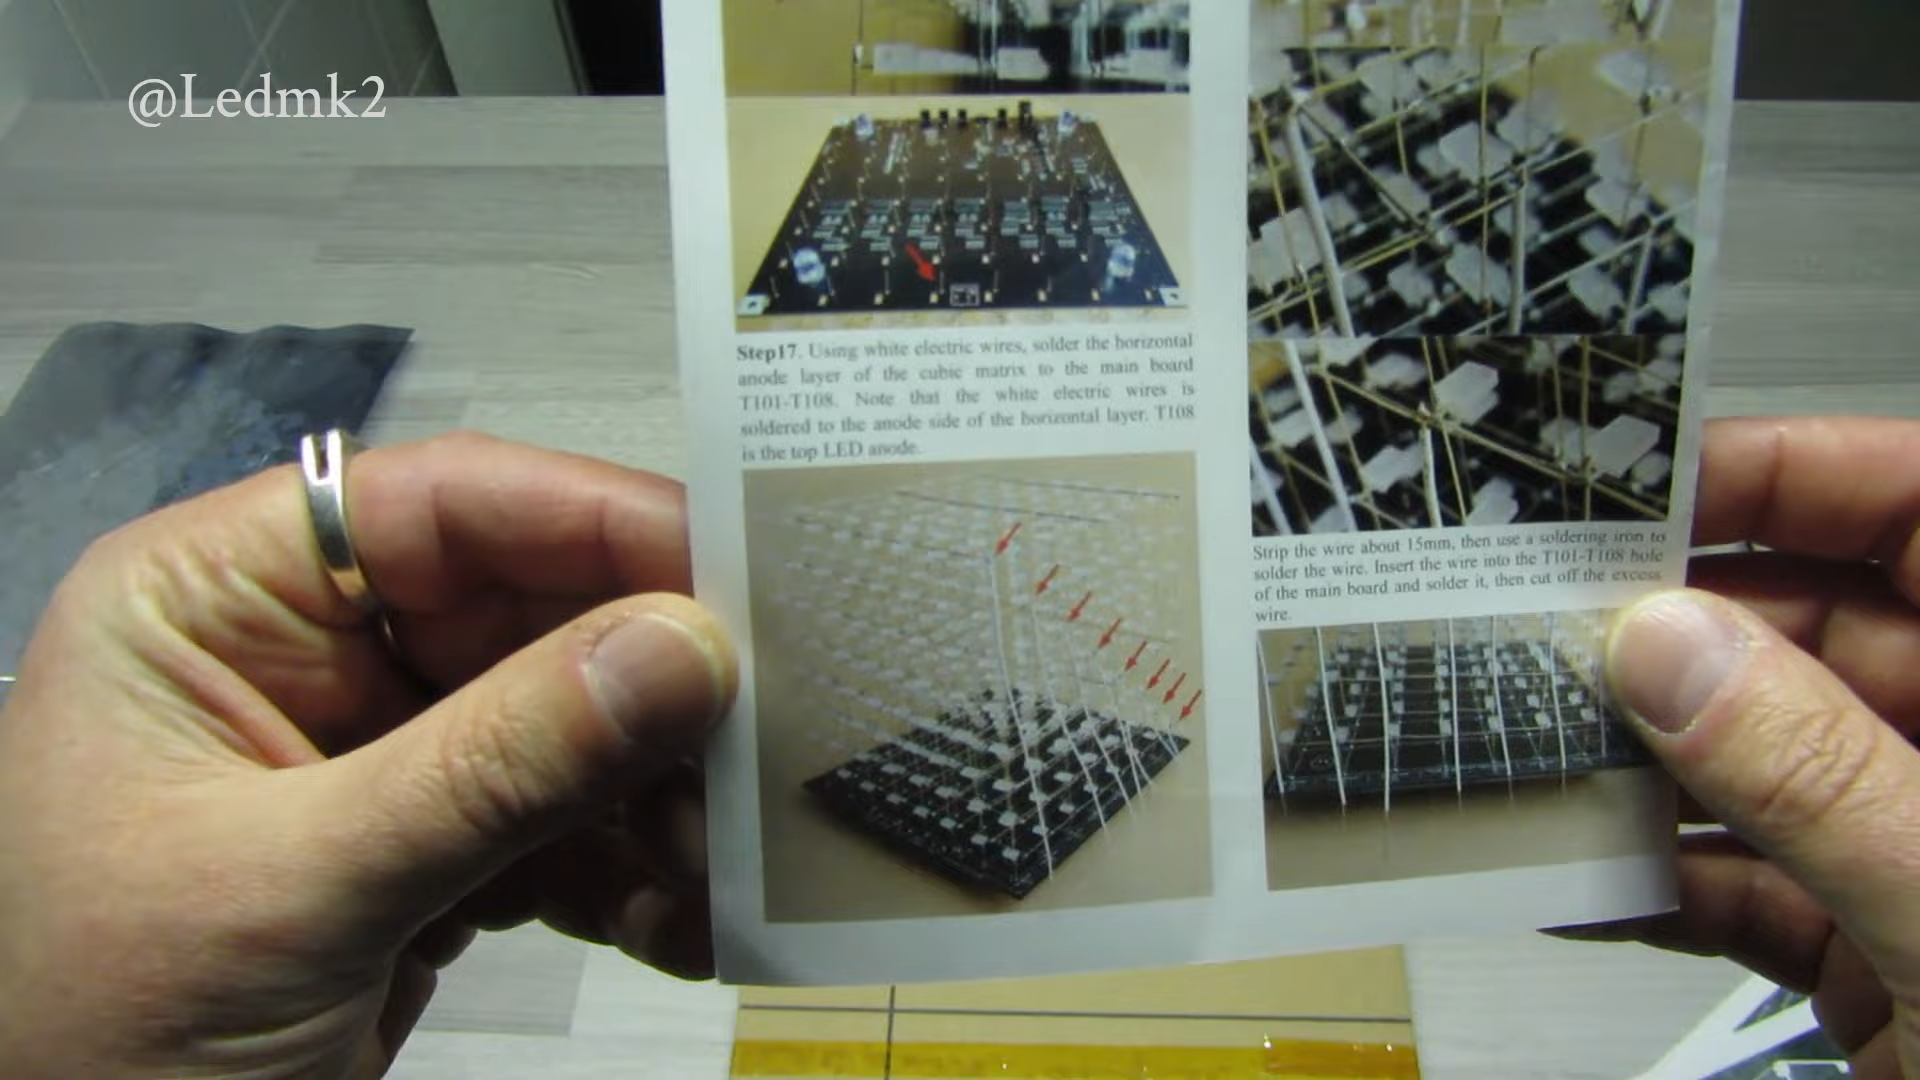 @Ledmk2
Step17. Using white electric wires, solder the horizontal
anode layer of the cubic matrix to the main board
T101-T108. Note that the white electric wires is
soldered to the anode side of the horizontal layer. T108
is the top LED anode.
Strip the wire about 15mm, then use a soldering iron to
solder the wire. Insert the wire into the T101-T108 hole
of the main board and solder it, then cut off the excess
wire.